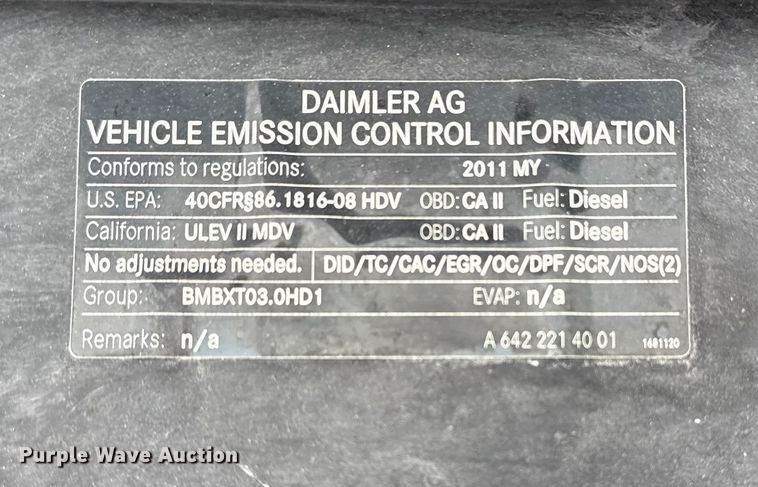 DAIMLER AG
VEHICLE EMISSION CONTROL INFORMATION
Conforms to regulations: 2011 MY
U.S. EPA: 40CFR§86.1816-08 HDV OBD: CA II Fuel: Diesel
California: ULEV II MDV OBD: CA II Fuel: Diesel
No adjustments needed. DID/TC/CAC/EGR/OC/DPF/SCR/NOS(2)
Group: BMBXT03.0HD1 EVAP: n/a
Remarks: n/a A 642 221 40 01 1681120
Purple Wave Auction